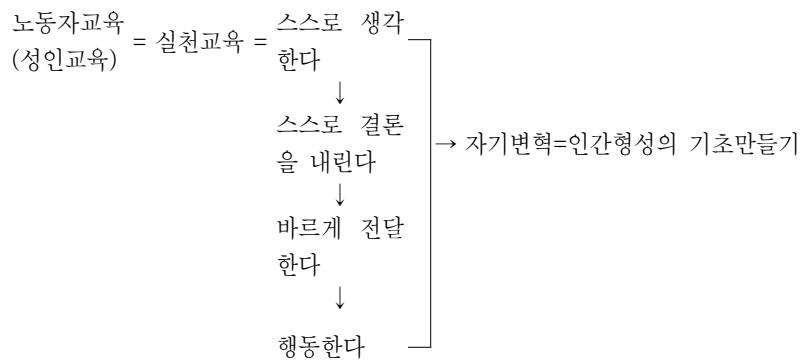 노동자교육
(성인교육)
= 실천교육 =
스스로 생각
한다
↓
스스로 결론
을 내린다
↓
바르게 전달
한다
↓
행동한다
→ 자기변혁=인간형성의 기초만들기